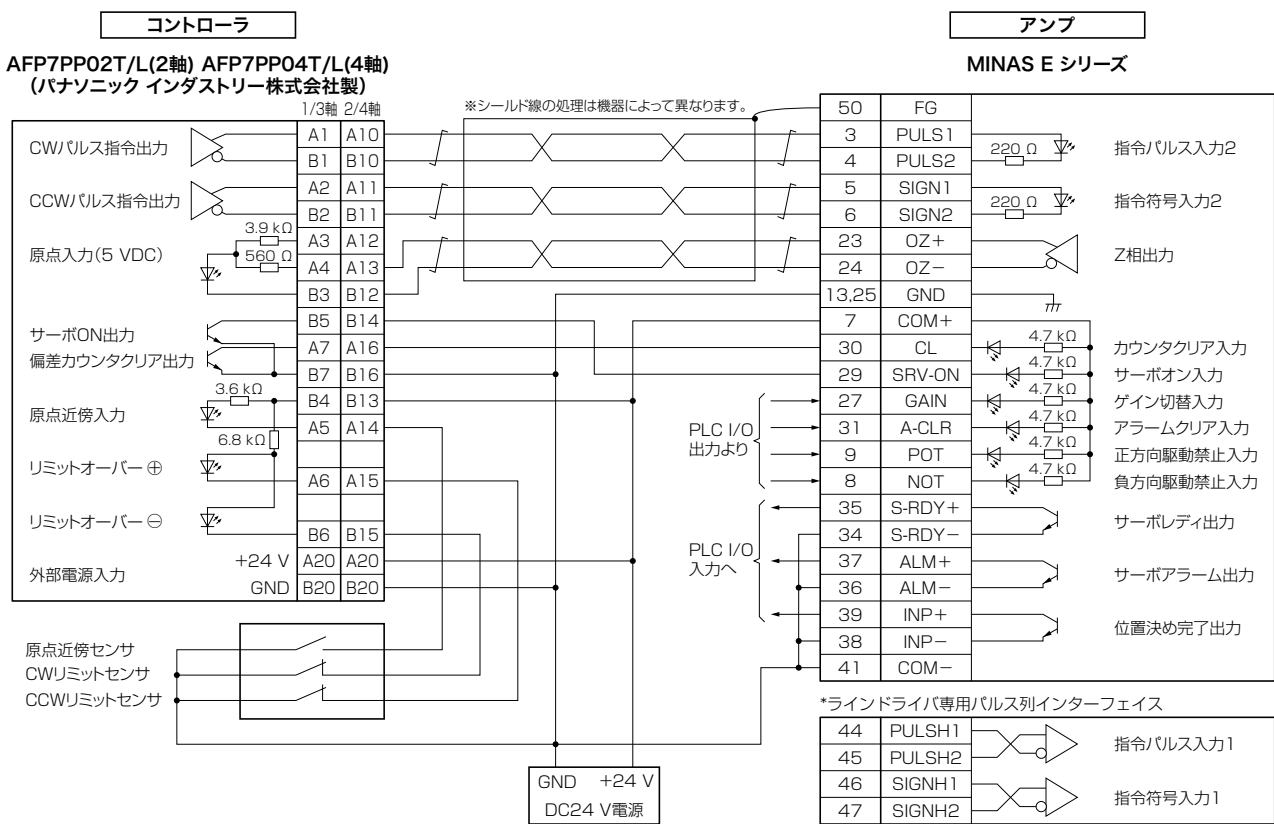 コントローラ
アンプ
AFP7PP02T/L(2軸) AFP7PP04T/L(4軸)
(パナソニック インダストリー株式会社製)
MINAS E シリーズ
1/3軸 2/4軸
※シールド線の処理は機器によって異なります。
50 FG
CWパルス指令出力
A1 A10
3 PULS1
指令パルス入力2
B1 B10
4 PULS2
220 Ω
CCWパルス指令出力
A2 A11
5 SIGN1
指令符号入力2
B2 B11
6 SIGN2
220 Ω
原点入力(5 VDC)
3.9 kΩ
A3 A12
23 OZ+
Z相出力
560 Ω
A4 A13
24 OZ−
B3 B12
13,25 GND
サーボON出力
B5 B14
7 COM+
偏差カウンタクリア出力
A7 A16
30 CL
4.7 kΩ
カウンタクリア入力
B7 B16
29 SRV-ON
4.7 kΩ
サーボオン入力
原点近傍入力
3.6 kΩ
B4 B13
PLC I/O
出力より
27 GAIN
4.7 kΩ
ゲイン切替入力
A5 A14
31 A-CLR
4.7 kΩ
アラームクリア入力
6.8 kΩ
9 POT
4.7 kΩ
正方向駆動禁止入力
リミットオーバー ⊕
A6 A15
8 NOT
4.7 kΩ
負方向駆動禁止入力
リミットオーバー ⊖
35 S-RDY+
サーボレディ出力
B6 B15
34 S-RDY−
外部電源入力
+24 V A20 A20
PLC I/O
入力へ
37 ALM+
サーボアラーム出力
GND B20 B20
36 ALM−
39 INP+
位置決め完了出力
原点近傍センサ
38 INP−
CWリミットセンサ
41 COM−
CCWリミットセンサ
*ラインドライバ専用パルス列インターフェイス
44 PULSH1
指令パルス入力1
45 PULSH2
46 SIGNH1
指令符号入力1
47 SIGNH2
GND +24 V
DC24 V電源